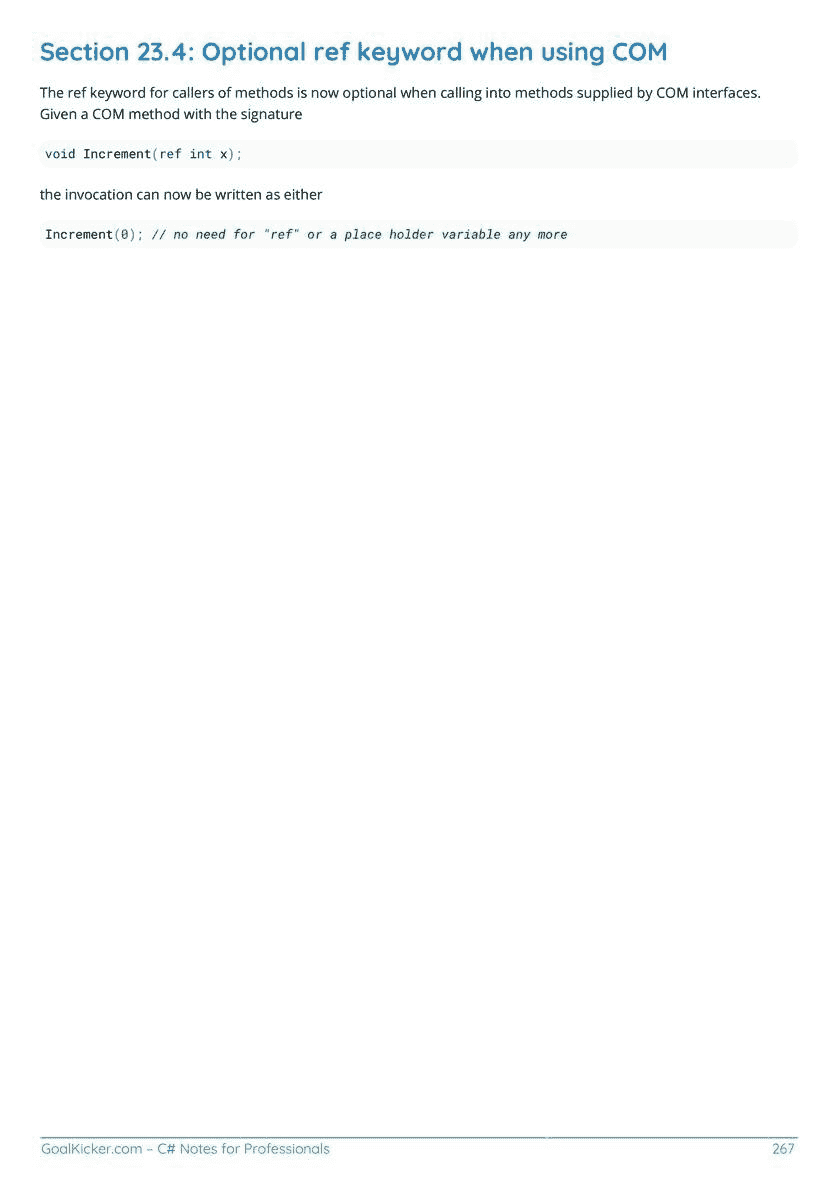 Section 23.4: Optional ref keyword when using COM
The ref keyword for callers of methods is now optional when calling into methods supplied by COM interfaces.
Given a COM method with the signature
void Increment(ref int x);
the invocation can now be written as either
Increment(0); // no need for "ref" or a place holder variable any more
GoalKicker.com – C# Notes for Professionals
267